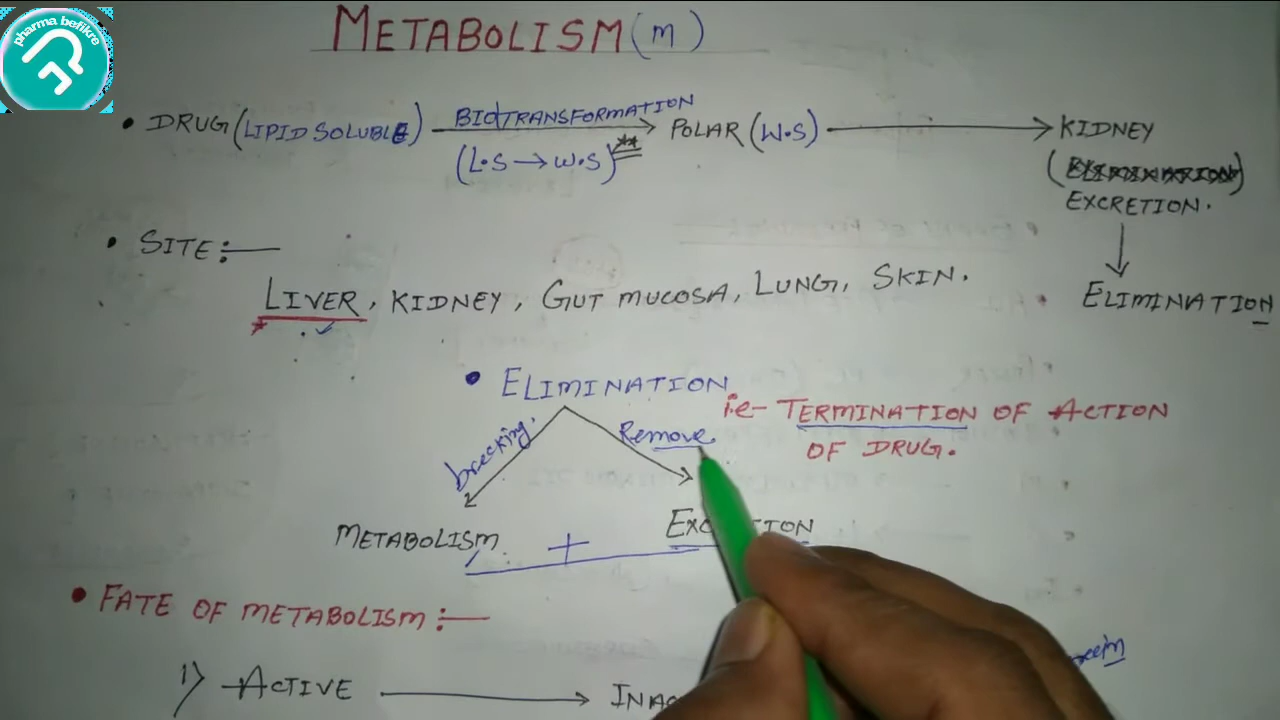 pharma befikre
METABOLISM (m)
• DRUG (LIPID SOLUBLE) BIOTRANSFORMATION (L.S → W.S)** → POLAR (W.S) → KIDNEY
EXCRETION.
↓
ELIMINATION
• SITE :—
LIVER, KIDNEY, GUT MUCOSA, LUNG, SKIN.
• ELIMINATION
i.e- TERMINATION OF ACTION
OF DRUG.
breaking. Remove.
METABOLISM + EXCRETION
• FATE OF METABOLISM :—
1) ACTIVE →